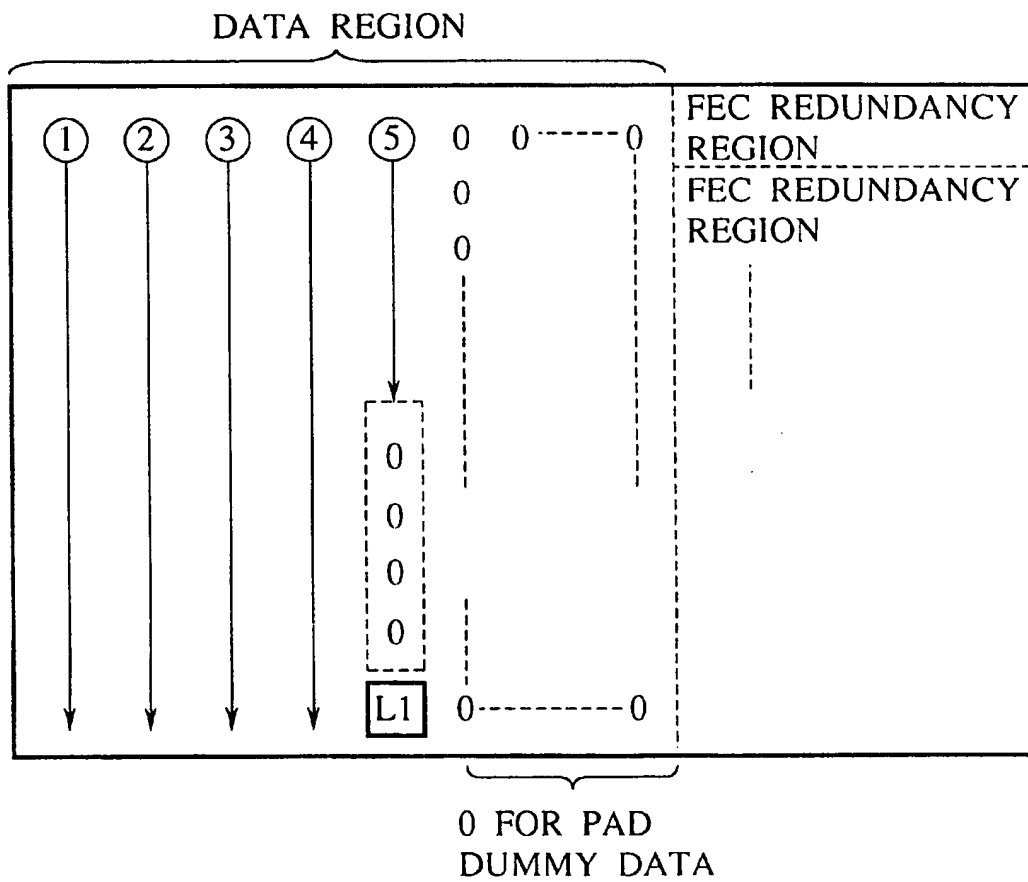 DATA REGION
① ② ③ ④ ⑤ 0 0 0
FEC REDUNDANCY
REGION
0
FEC REDUNDANCY
REGION
0
0
0
0
0
L1 0 0
0 FOR PAD
DUMMY DATA